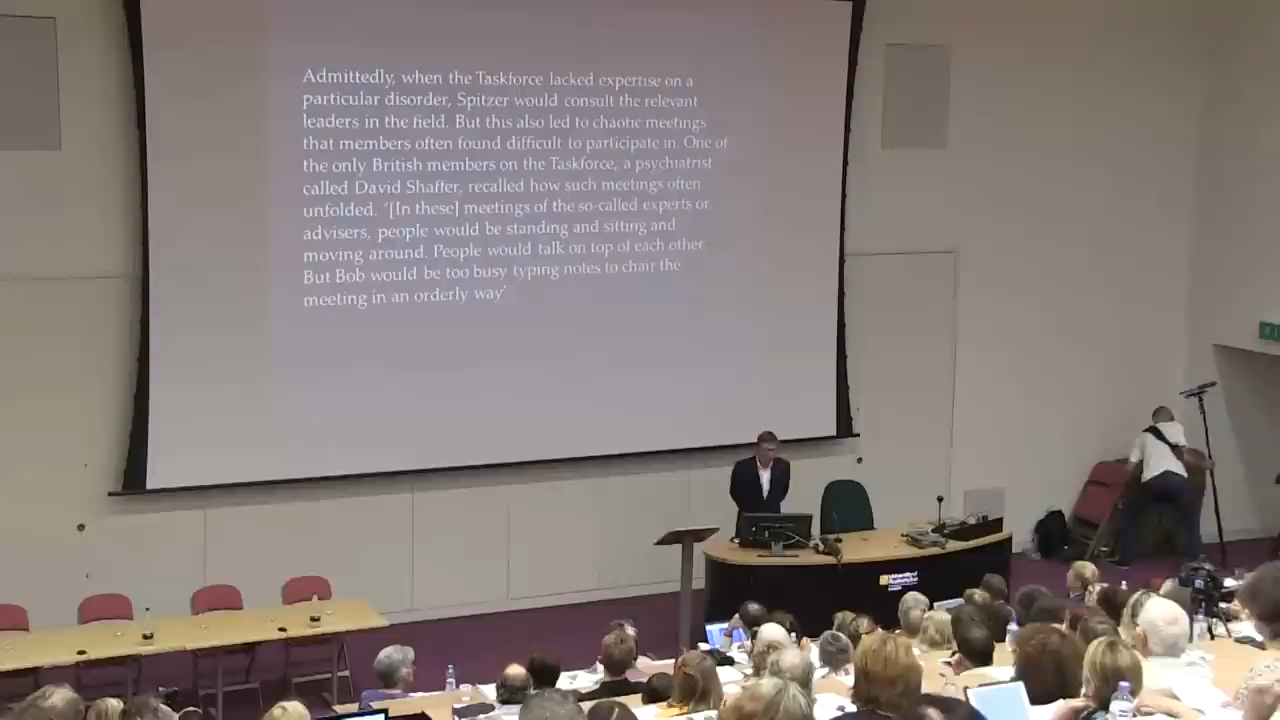 Admittedly, when the Taskforce lacked expertise on a
particular disorder, Spitzer would consult the relevant
leaders in the field. But this also led to chaotic meetings
that members often found difficult to participate in. One of
the only British members on the Taskforce, a psychiatrist
called David Shaffer, recalled how such meetings often
unfolded. '[In these] meetings of the so-called experts or
advisers, people would be standing and sitting and
moving around. People would talk on top of each other.
But Bob would be too busy typing notes to chair the
meeting in an orderly way'
University of